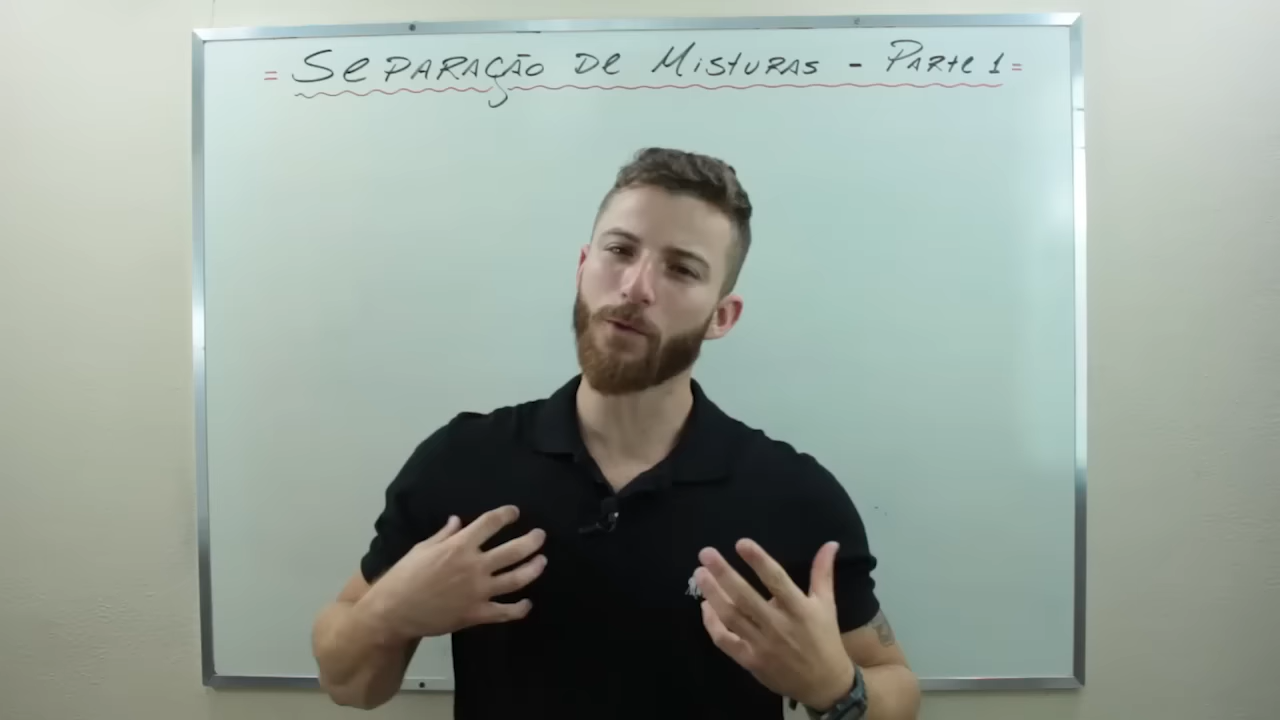 = Separação de Misturas - Parte 1 =